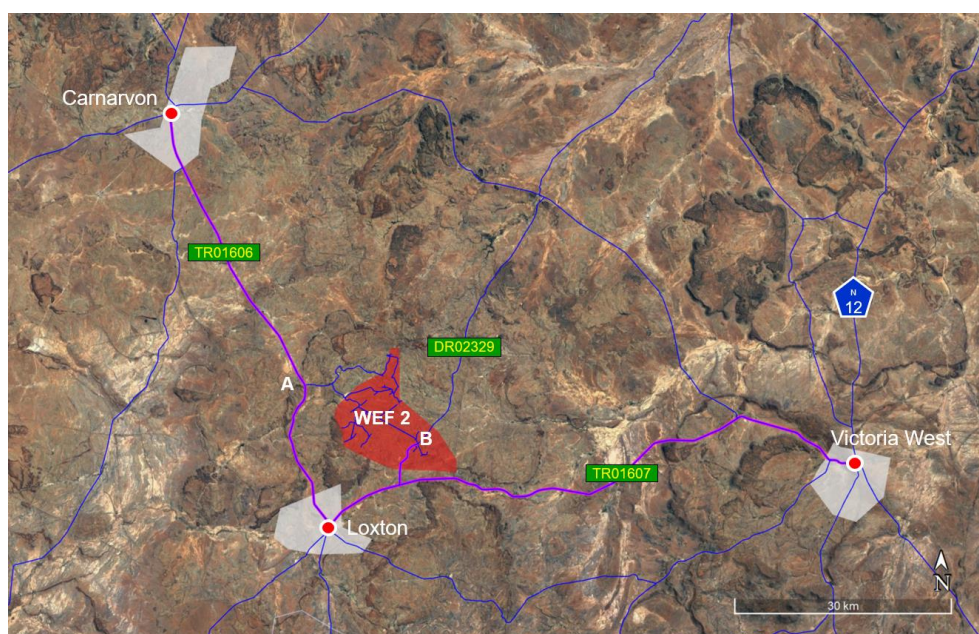 Carnarvon
TR01606
N
12
DR02329
A
WEF 2
B
Victoria West
TR01607
Loxton
N
30 km